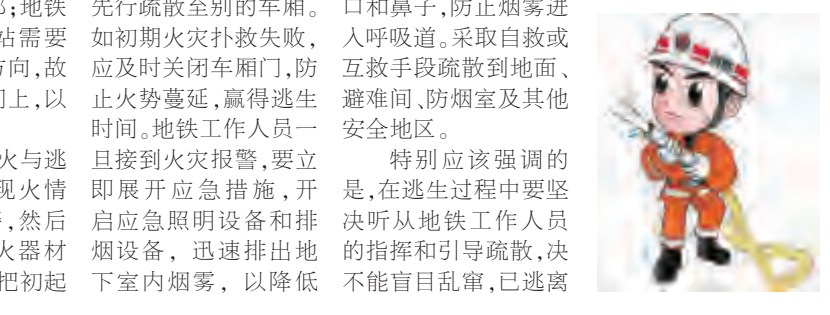 邻;地铁
站需要
方向,故
门上,以
火与逃
现火情
,然后
火器材
把初起
先行疏散至别的车厢。
如初期火灾扑救失败,
应及时关闭车厢门,防
止火势蔓延,赢得逃生
时间。地铁工作人员一
旦接到火灾报警,要立
即展开应急措施,开
启应急照明设备和排
烟设备,迅速排出地
下室内烟雾,以降低
口和鼻子,防止烟雾进
入呼吸道。采取自救或
互救手段疏散到地面、
避难间、防烟室及其他
安全地区。
特别应该强调的
是,在逃生过程中要坚
决听从地铁工作人员
的指挥和引导疏散,决
不能盲目乱窜,已逃离